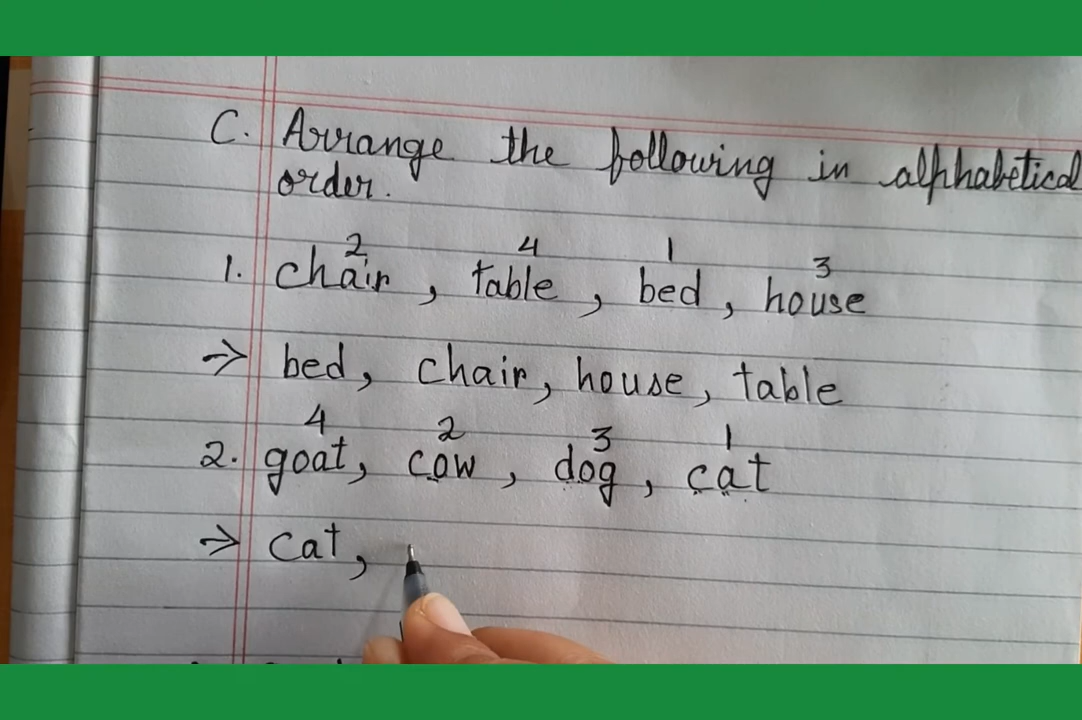 C. Arrange the following in alphabetical
order.
2 4 1 3
1. chair, table, bed, house
→ bed, chair, house, table
4 2 3 1
2. goat, cow, dog, cat
→ cat,